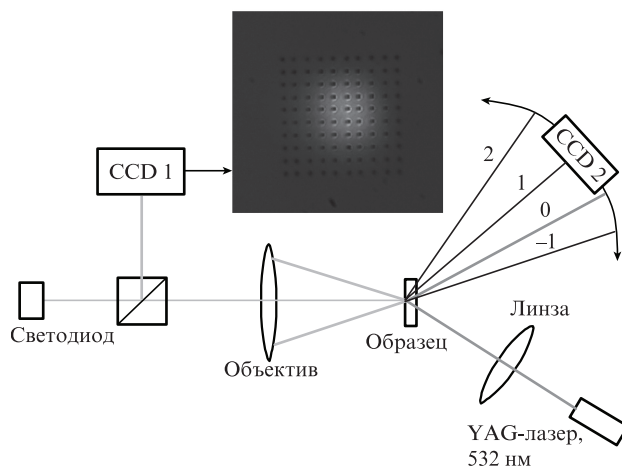 CCD 1
CCD 2
2
1
0
–1
Светодиод
Объектив
Образец
Линза
YAG-лазер,
532 нм